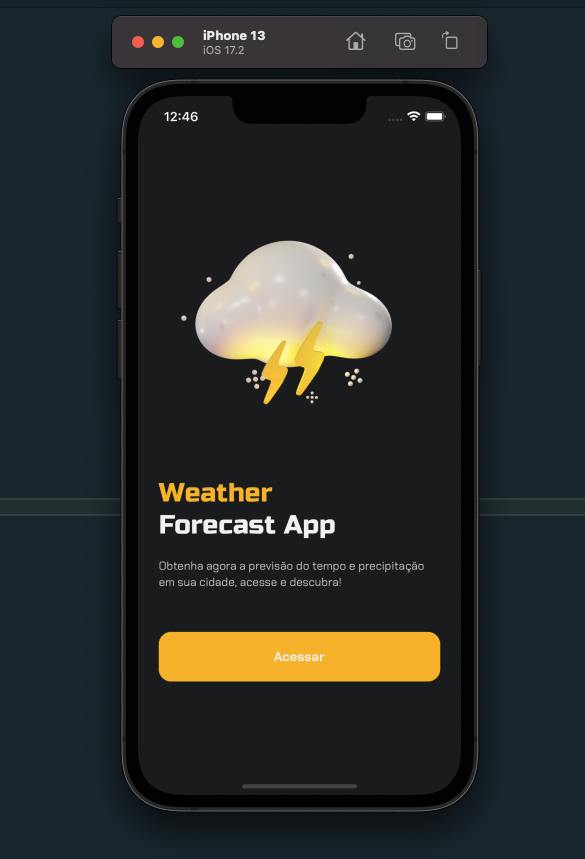 iPhone 13
iOS 17.2
12:46
Weather
Forecast App
Obtenha agora a previsão do tempo e precipitação
em sua cidade, acesse e descubra!
Acessar